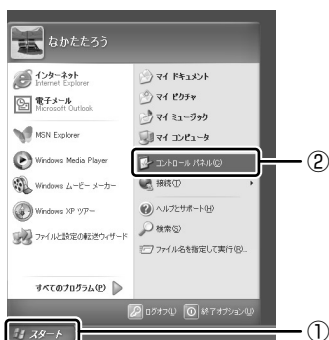 なかたたろう
インターネット
Internet Explorer
電子メール
Microsoft Outlook
MSN Explorer
Windows Media Player
Windows ムービー メーカー
Windows XP ツアー
ファイルと設定の転送ウィザード
すべてのプログラム(P)
マイ ドキュメント
マイ ピクチャ
マイ ミュージック
マイ コンピュータ
コントロール パネル(C)
②
接続(T)
ヘルプとサポート(H)
検索(S)
ファイル名を指定して実行(R)...
ログオフ(L)
終了オプション(U)
スタート
①